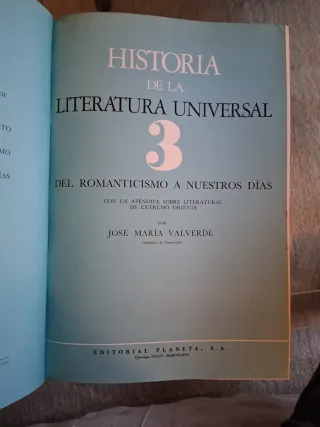 HISTORIA
DE LA
LITERATURA UNIVERSAL
3
DEL ROMANTICISMO A NUESTROS DÍAS
CON UN APÉNDICE SOBRE LITERATURAS
DE EXTREMO ORIENTE
POR
JOSÉ MARÍA VALVERDE
EDITORIAL PLANETA, S. A.
BARCELONA